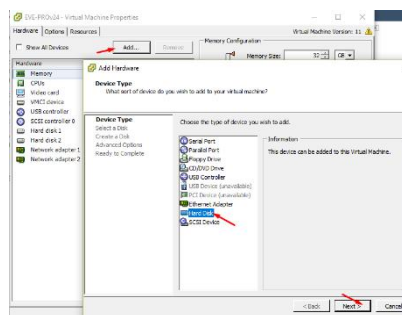 EVE-PROv24 - Virtual Machine Properties
Hardware Options Resources
Virtual Machine Version: 11
Show All Devices
Add...
Remove
Memory Configuration
Memory Size: 32 GB
Hardware
Memory
CPUs
Video card
VMCI device
USB controller
SCSI controller 0
Hard disk 1
Hard disk 2
Network adapter 1
Network adapter 2
Add Hardware
Device Type
What sort of device do you wish to add to your virtual machine?
Device Type
Select a Disk
Create a Disk
Advanced Options
Ready to Complete
Choose the type of device you wish to add.
Serial Port
Parallel Port
Floppy Drive
CD/DVD Drive
USB Controller
USB Device (unavailable)
PCI Device (unavailable)
Ethernet Adapter
Hard Disk
SCSI Device
Information
This device can be added to this Virtual Machine.
< Back
Next >
Cancel